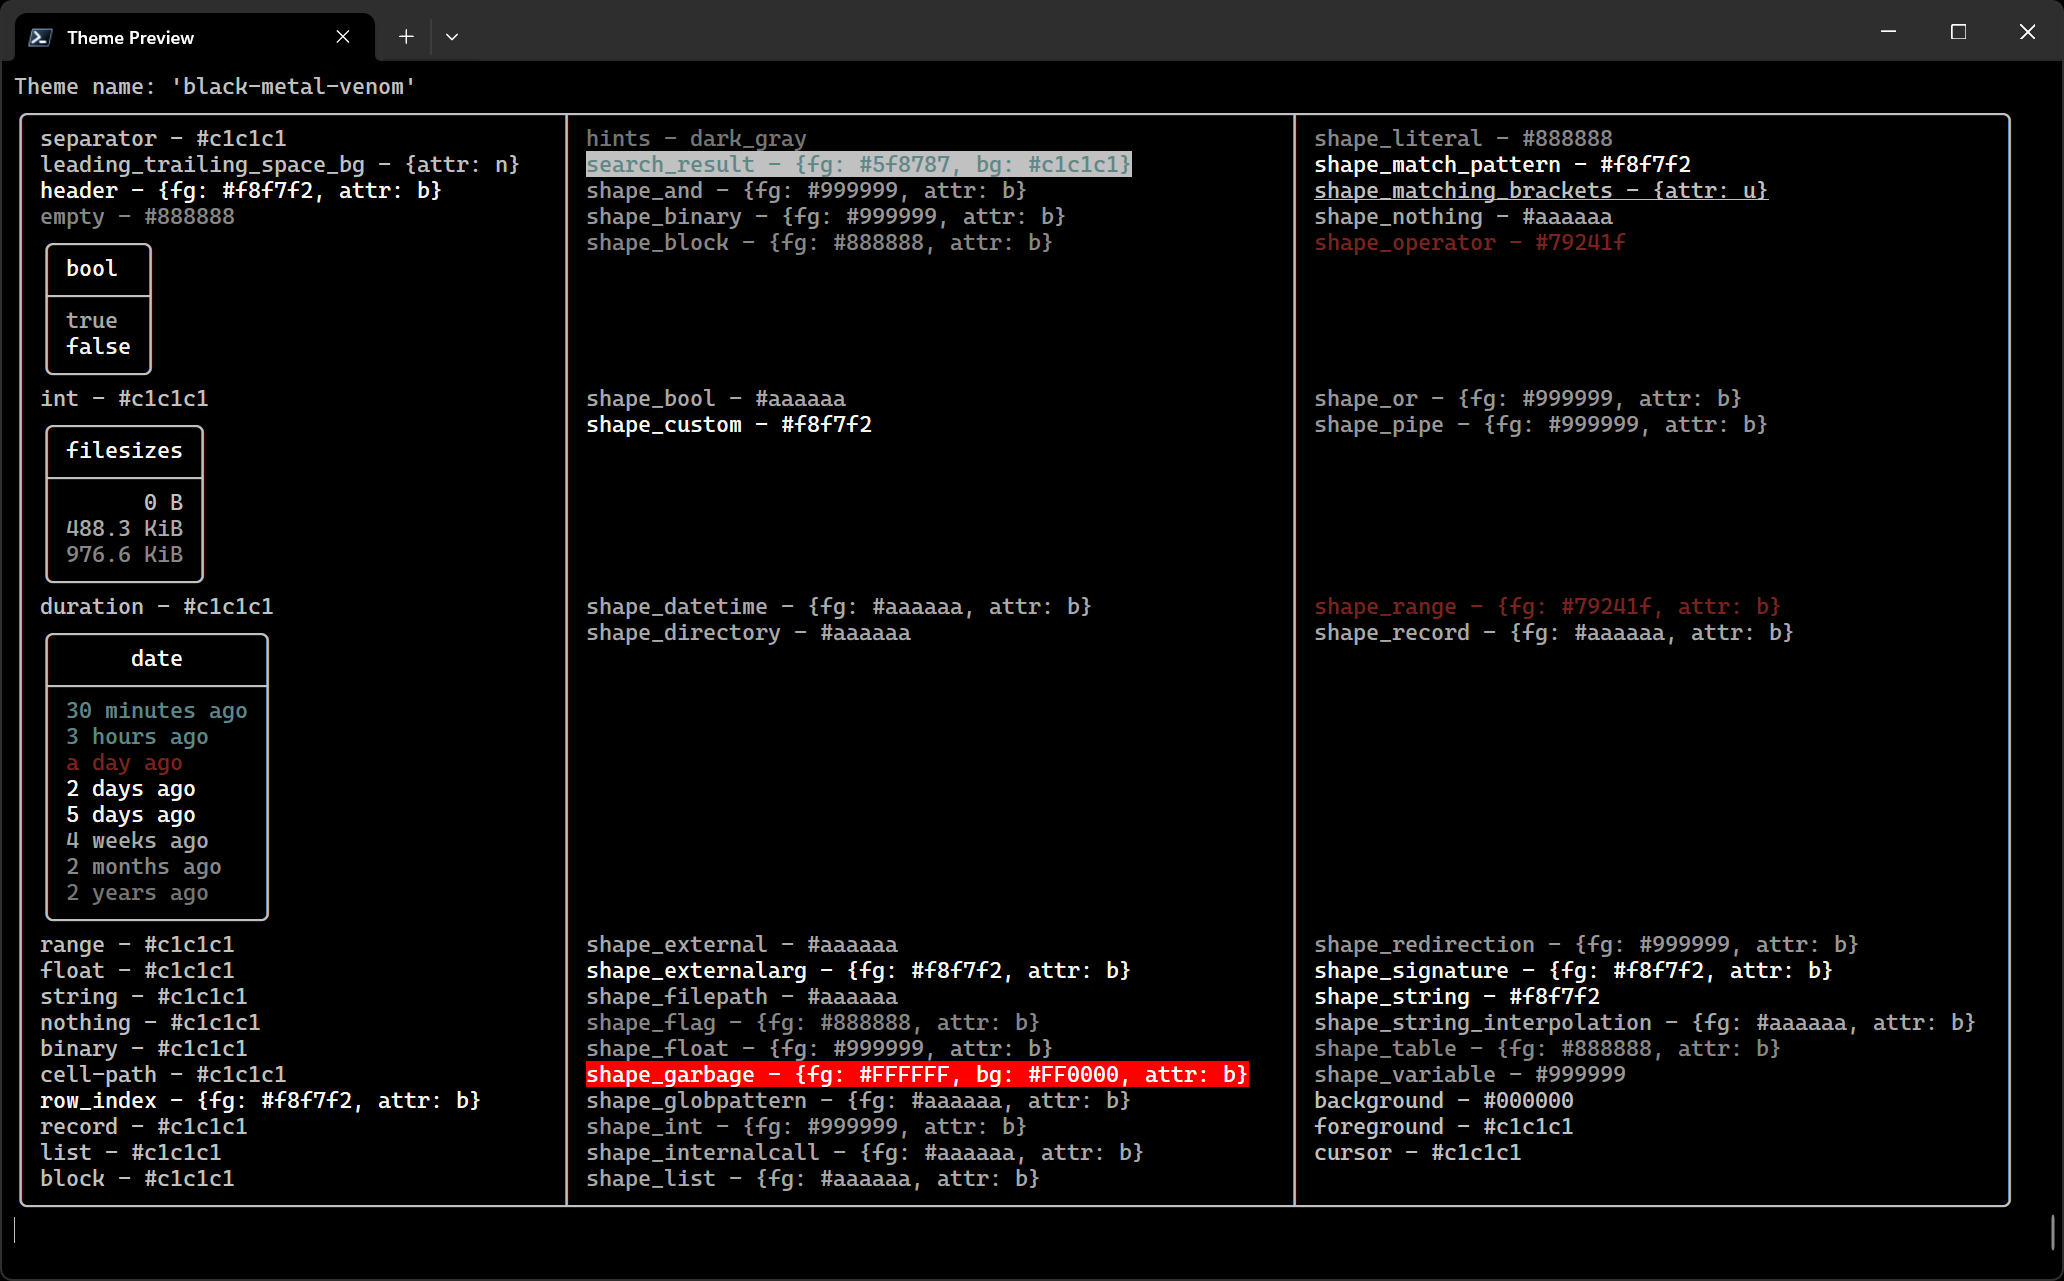 Theme Preview
Theme name: 'black-metal-venom'
separator - #c1c1c1
leading_trailing_space_bg - {attr: n}
header - {fg: #f8f7f2, attr: b}
empty - #888888
bool
true
false
int - #c1c1c1
filesizes
0 B
488.3 KiB
976.6 KiB
duration - #c1c1c1
date
30 minutes ago
3 hours ago
a day ago
2 days ago
5 days ago
4 weeks ago
2 months ago
2 years ago
range - #c1c1c1
float - #c1c1c1
string - #c1c1c1
nothing - #c1c1c1
binary - #c1c1c1
cell-path - #c1c1c1
row_index - {fg: #f8f7f2, attr: b}
record - #c1c1c1
list - #c1c1c1
block - #c1c1c1
hints - dark_gray
search_result - {fg: #5f8787, bg: #c1c1c1}
shape_and - {fg: #999999, attr: b}
shape_binary - {fg: #999999, attr: b}
shape_block - {fg: #888888, attr: b}
shape_bool - #aaaaaa
shape_custom - #f8f7f2
shape_datetime - {fg: #aaaaaa, attr: b}
shape_directory - #aaaaaa
shape_external - #aaaaaa
shape_externalarg - {fg: #f8f7f2, attr: b}
shape_filepath - #aaaaaa
shape_flag - {fg: #888888, attr: b}
shape_float - {fg: #999999, attr: b}
shape_garbage - {fg: #FFFFFF, bg: #FF0000, attr: b}
shape_globpattern - {fg: #aaaaaa, attr: b}
shape_int - {fg: #999999, attr: b}
shape_internalcall - {fg: #aaaaaa, attr: b}
shape_list - {fg: #aaaaaa, attr: b}
shape_literal - #888888
shape_match_pattern - #f8f7f2
shape_matching_brackets - {attr: u}
shape_nothing - #aaaaaa
shape_operator - #79241f
shape_or - {fg: #999999, attr: b}
shape_pipe - {fg: #999999, attr: b}
shape_range - {fg: #79241f, attr: b}
shape_record - {fg: #aaaaaa, attr: b}
shape_redirection - {fg: #999999, attr: b}
shape_signature - {fg: #f8f7f2, attr: b}
shape_string - #f8f7f2
shape_string_interpolation - {fg: #aaaaaa, attr: b}
shape_table - {fg: #888888, attr: b}
shape_variable - #999999
background - #000000
foreground - #c1c1c1
cursor - #c1c1c1